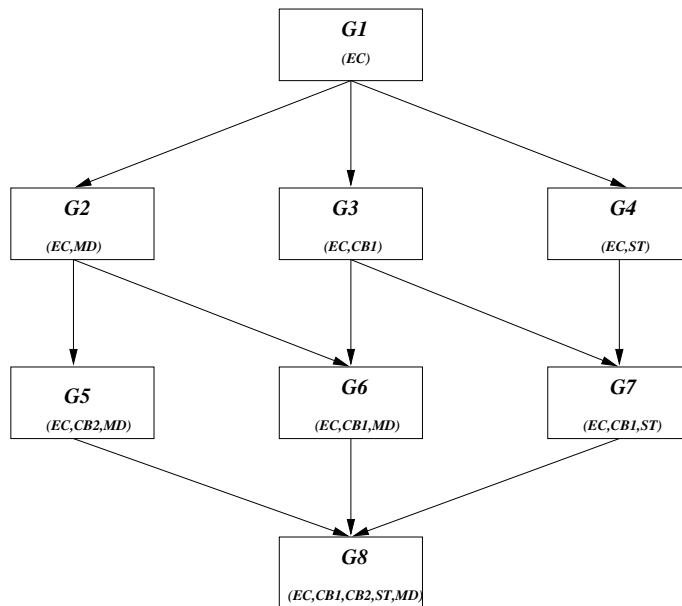 G1
(EC)
G2
(EC,MD)
G3
(EC,CB1)
G4
(EC,ST)
G5
(EC,CB2,MD)
G6
(EC,CB1,MD)
G7
(EC,CB1,ST)
G8
(EC,CB1,CB2,ST,MD)